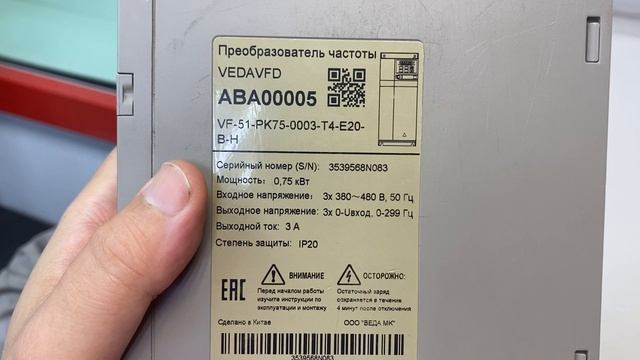 Преобразователь частоты
VEDAVFD
ABA00005
VF-51-PK75-0003-T4-E20-
B-H
Серийный номер (S/N): 3539568N083
Мощность: 0,75 кВт
Входное напряжение: 3x 380～480 В, 50 Гц
Выходное напряжение: 3x 0-Uвход, 0-299 Гц
Выходной ток: 3 А
Степень защиты: IP20
EAC
ВНИМАНИЕ
Перед началом работы
изучите инструкции по
эксплуатации и монтажу
ОСТОРОЖНО:
Остаточный заряд
сохраняется в течение
4 минут после отключения
Сделано в Китае
ООО "ВЕДА МК"
3539568N083